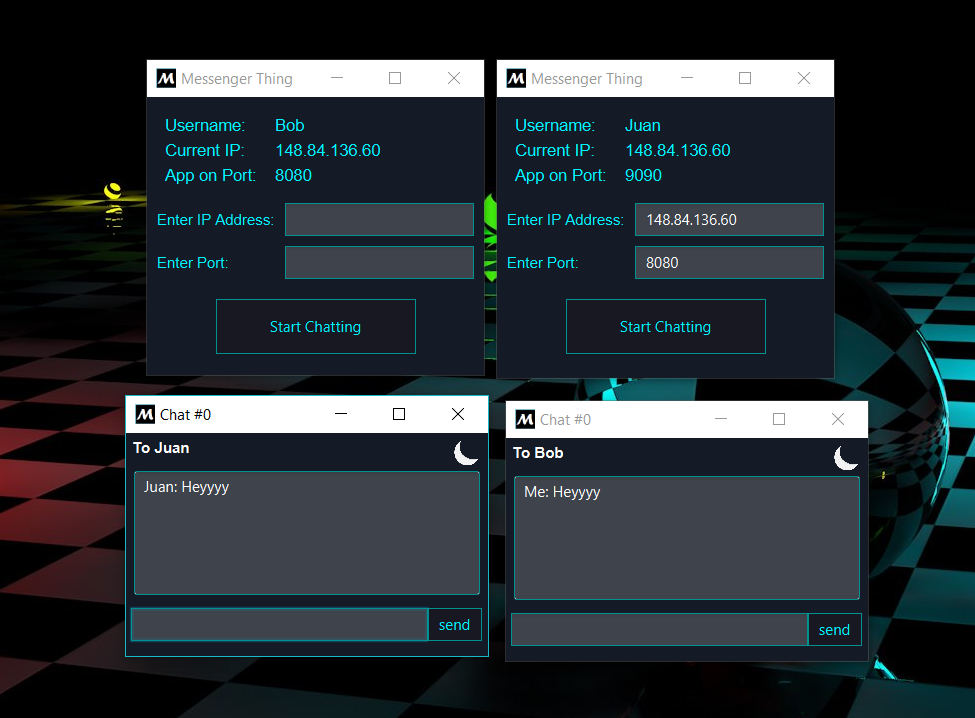 M Messenger Thing
Username: Bob
Current IP: 148.84.136.60
App on Port: 8080
Enter IP Address:
Enter Port:
Start Chatting
M Messenger Thing
Username: Juan
Current IP: 148.84.136.60
App on Port: 9090
Enter IP Address: 148.84.136.60
Enter Port: 8080
Start Chatting
M Chat #0
To Juan
Juan: Heyyyy
send
M Chat #0
To Bob
Me: Heyyyy
send